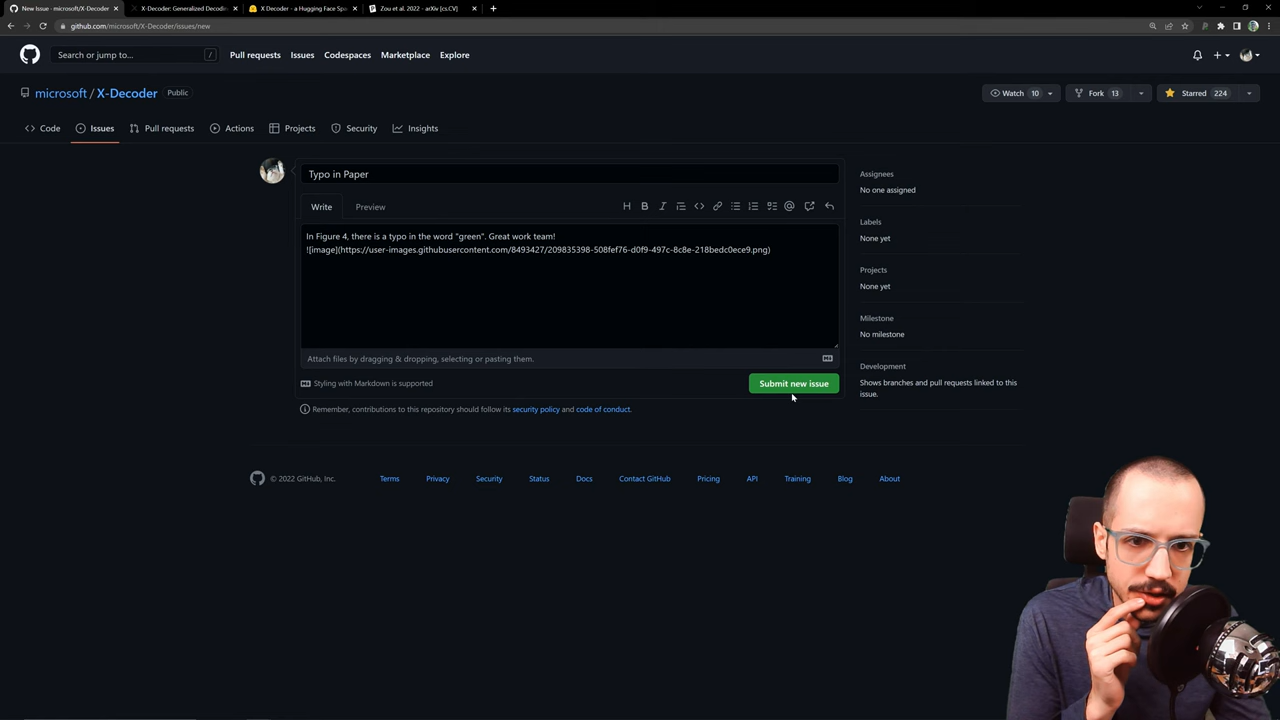 New Issue · microsoft/X-Decoder
X-Decoder: Generalized Decodin
X Decoder - a Hugging Face Spa
Zou et al. 2022 - arXiv [cs.CV]
github.com/microsoft/X-Decoder/issues/new
Search or jump to... /
Pull requests Issues Codespaces Marketplace Explore
microsoft / X-Decoder Public
Watch 10 Fork 13 Starred 224
Code Issues Pull requests Actions Projects Security Insights
Typo in Paper
Write Preview
In Figure 4, there is a typo in the word "green". Great work team!
![image](https://user-images.githubusercontent.com/8493427/209835398-508fef76-d0f9-497c-8c8e-218bedc0ece9.png)
Attach files by dragging & dropping, selecting or pasting them.
Styling with Markdown is supported
Submit new issue
Remember, contributions to this repository should follow its security policy and code of conduct.
Assignees
No one assigned
Labels
None yet
Projects
None yet
Milestone
No milestone
Development
Shows branches and pull requests linked to this
issue.
© 2022 GitHub, Inc. Terms Privacy Security Status Docs Contact GitHub Pricing API Training Blog About